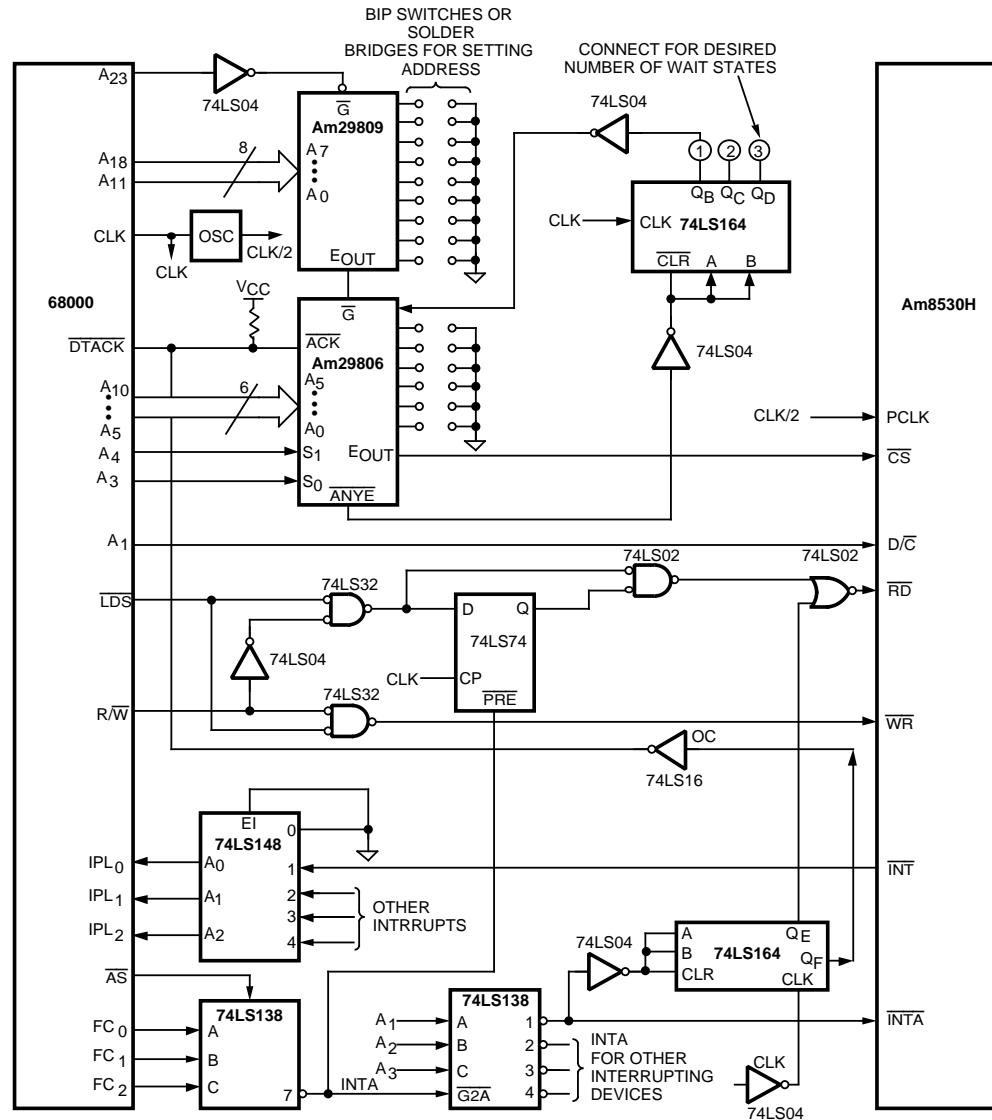 BIP SWITCHES OR
SOLDER
BRIDGES FOR SETTING
ADDRESS
CONNECT FOR DESIRED
NUMBER OF WAIT STATES
A23
74LS04
G
Am29809
A7
A0
EOUT
74LS04
1 2 3
QB QC QD
CLK
CLK
74LS164
CLR A B
A18
8
A11
CLK
OSC
CLK/2
CLK
68000
VCC
Am8530H
G
DTACK
ACK
Am29806
74LS04
A10
6
A5
A5
A0
CLK/2
PCLK
A4
S1
EOUT
CS
A3
S0
ANYE
A1
D/C
74LS02
74LS02
LDS
74LS32
RD
D Q
74LS74
74LS04
CLK
CP
PRE
R/W
74LS32
WR
OC
74LS16
EI
0
74LS148
IPL0
A0
1
INT
IPL1
A1
2
3
4
OTHER
INTRRUPTS
IPL2
A2
74LS04
A
B
CLR
QE
74LS164
QF
CLK
AS
74LS138
FC0
A
FC1
B
FC2
C
7
INTA
74LS138
A1
A
A2
B
A3
C
G2A
1
2
3
4
INTA
FOR OTHER
INTERRUPTING
DEVICES
INTA
CLK
74LS04